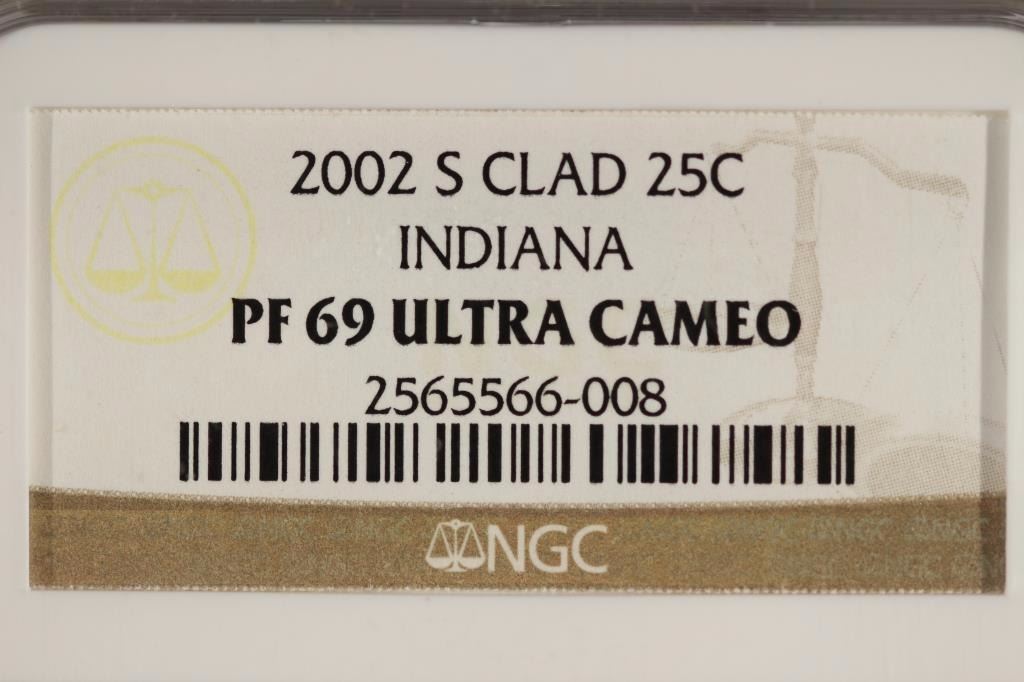 2002 S CLAD 25C
INDIANA
PF 69 ULTRA CAMEO
2565566-008
NGC